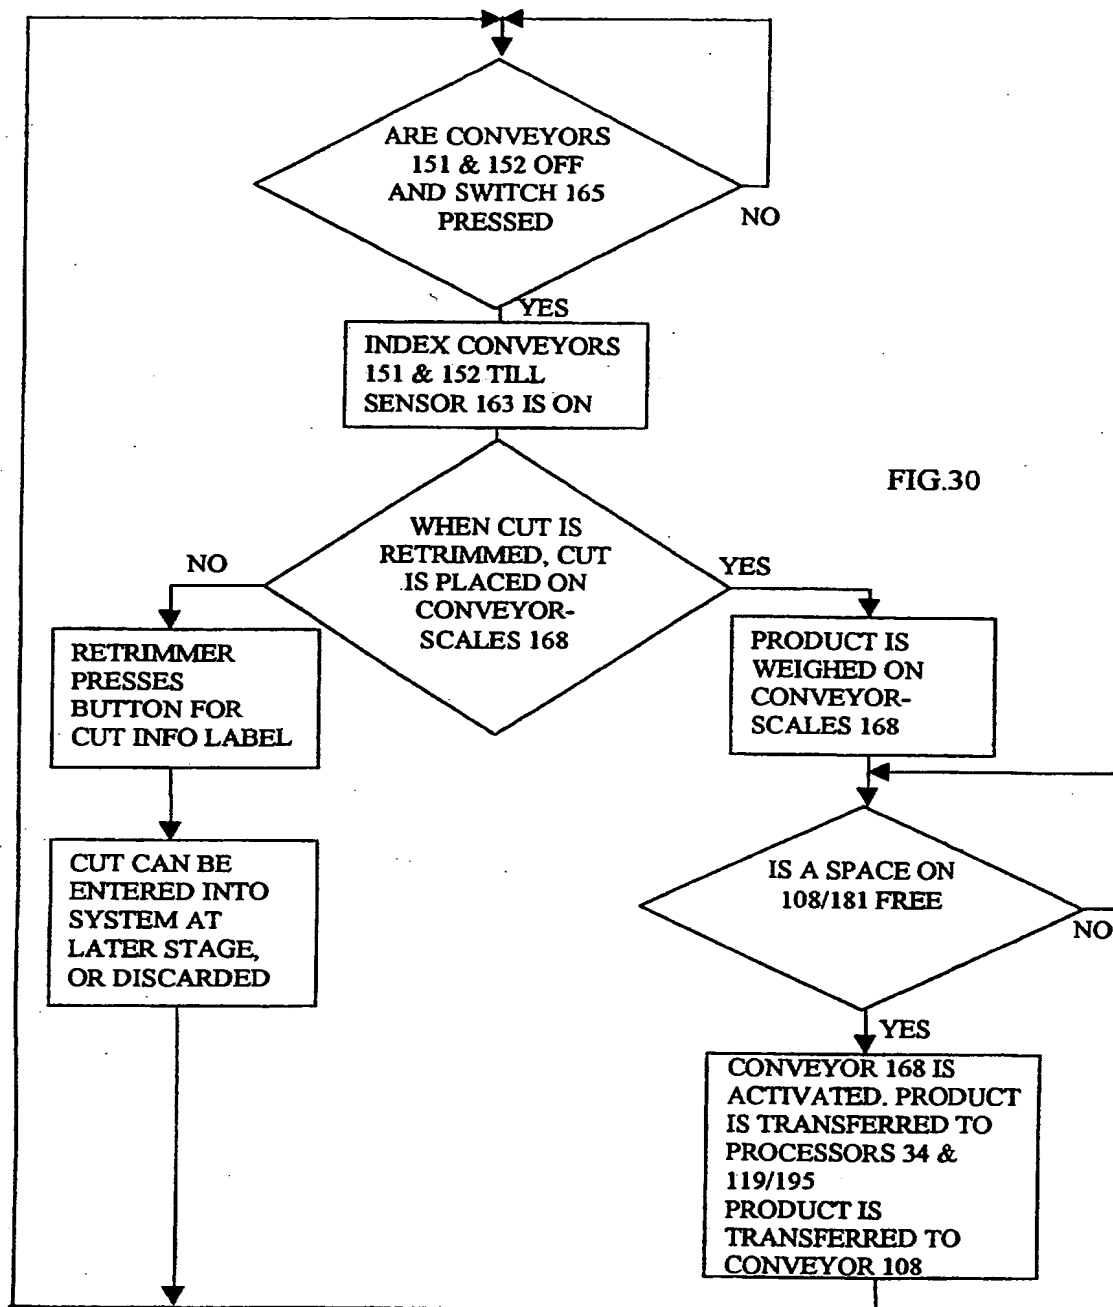 ARE CONVEYORS
151 & 152 OFF
AND SWITCH 165
PRESSED
NO
YES
INDEX CONVEYORS
151 & 152 TILL
SENSOR 163 IS ON
FIG.30
WHEN CUT IS
RETRIMMED, CUT
IS PLACED ON
CONVEYOR-
SCALES 168
NO
YES
RETRIMMER
PRESSES
BUTTON FOR
CUT INFO LABEL
PRODUCT IS
WEIGHED ON
CONVEYOR-
SCALES 168
CUT CAN BE
ENTERED INTO
SYSTEM AT
LATER STAGE,
OR DISCARDED
IS A SPACE ON
108/181 FREE
NO
YES
CONVEYOR 168 IS
ACTIVATED. PRODUCT
IS TRANSFERRED TO
PROCESSORS 34 &
119/195
PRODUCT IS
TRANSFERRED TO
CONVEYOR 108